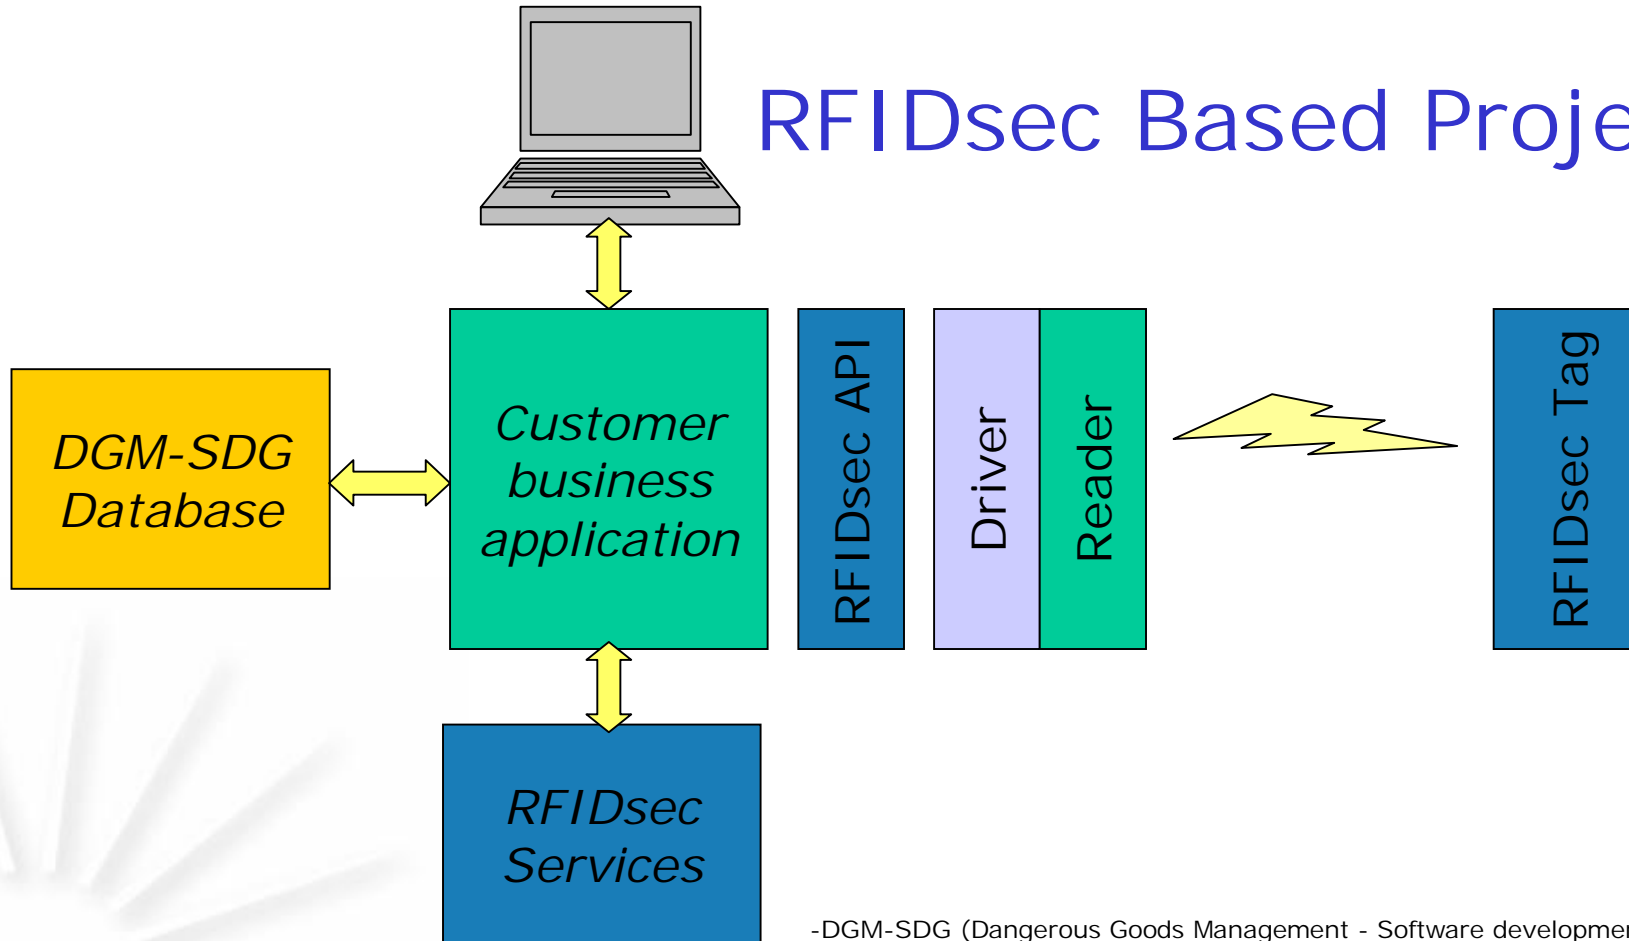 RFIDsec Based Proje
DGM-SDG
Database
Customer
business
application
RFIDsec API
Driver
Reader
RFIDsec Tag
RFIDsec
Services
-DGM-SDG (Dangerous Goods Management - Software developmen